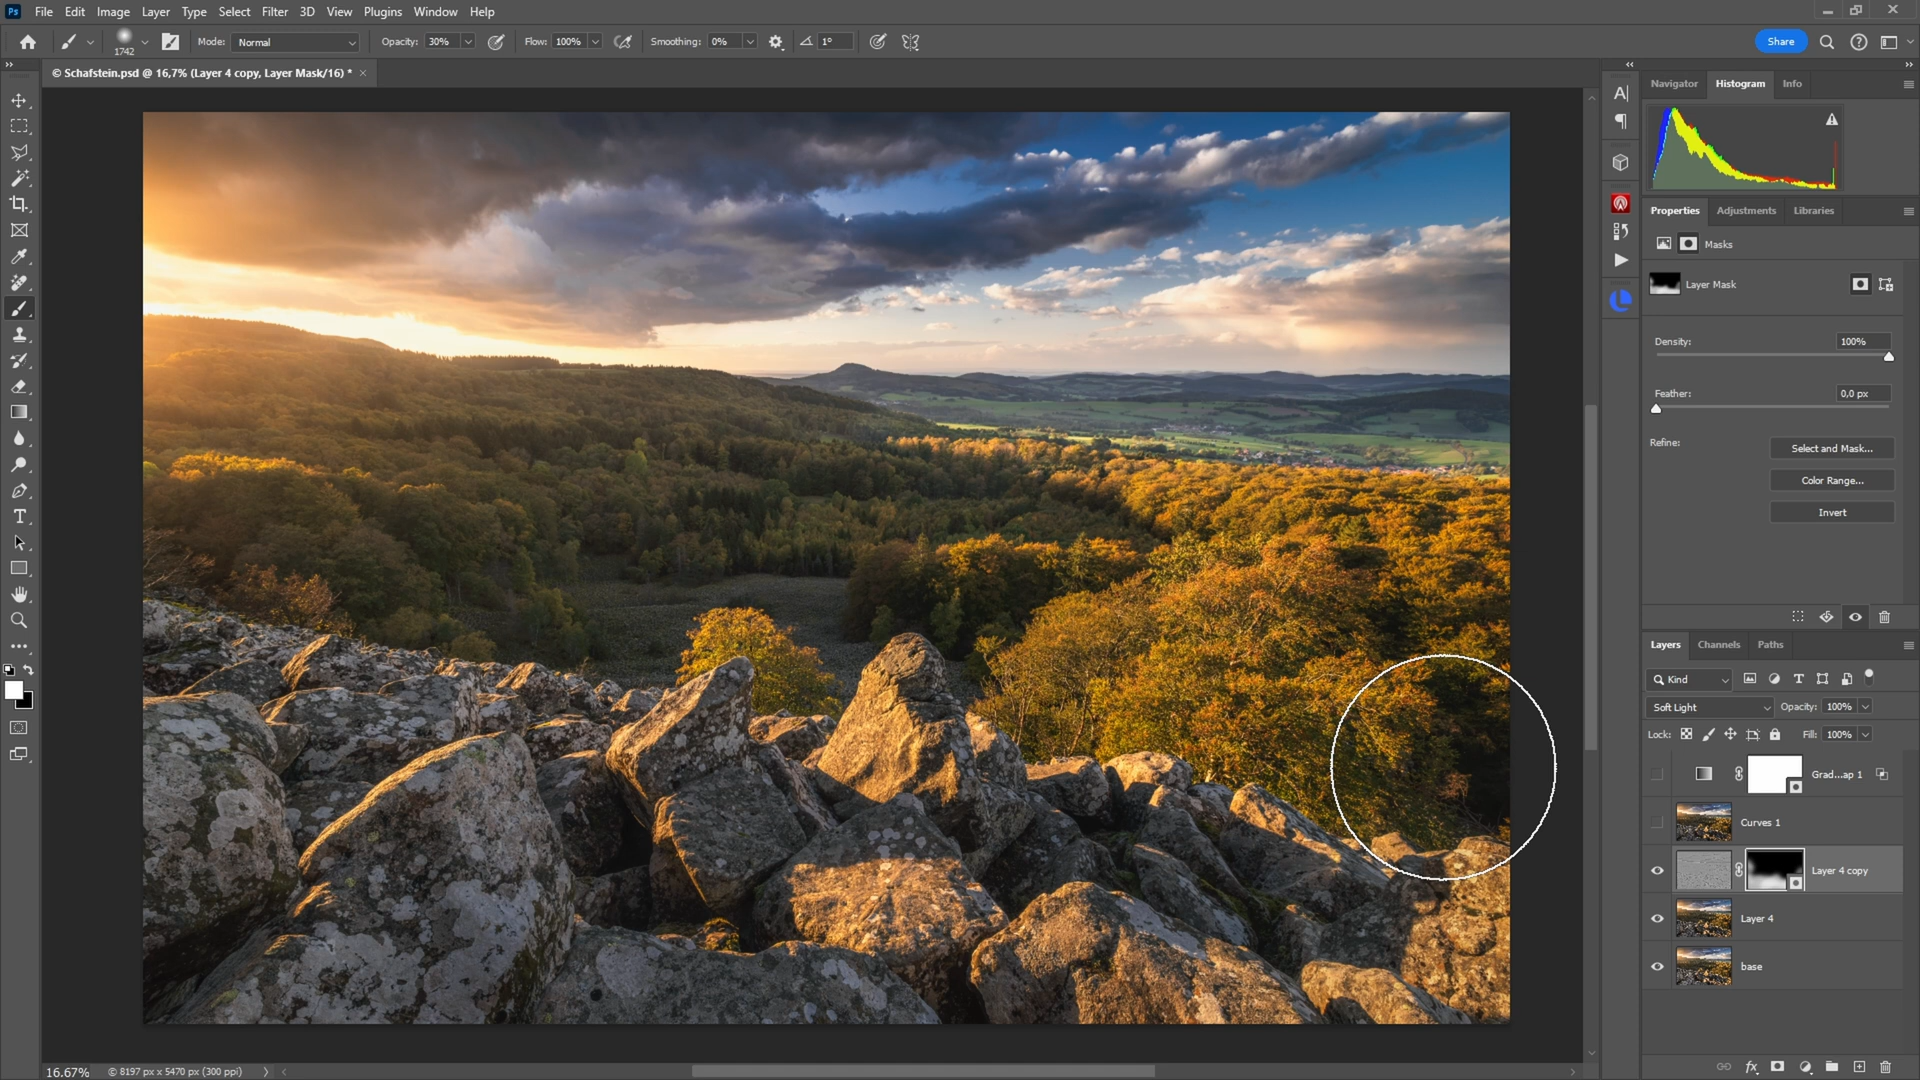 Ps File Edit Image Layer Type Select Filter 3D View Plugins Window Help
1742 Mode: Normal Opacity: 30% Flow: 100% Smoothing: 0% 1° Share
© Schafstein.psd @ 16,7% (Layer 4 copy, Layer Mask/16) * ×
Navigator Histogram Info
Properties Adjustments Libraries
Masks
Layer Mask
Density: 100%
Feather: 0,0 px
Refine: Select and Mask...
Color Range...
Invert
Layers Channels Paths
Kind
Soft Light Opacity: 100%
Lock: Fill: 100%
Grad...ap 1
Curves 1
Layer 4 copy
Layer 4
base
16.67% © 8197 px x 5470 px (300 ppi)